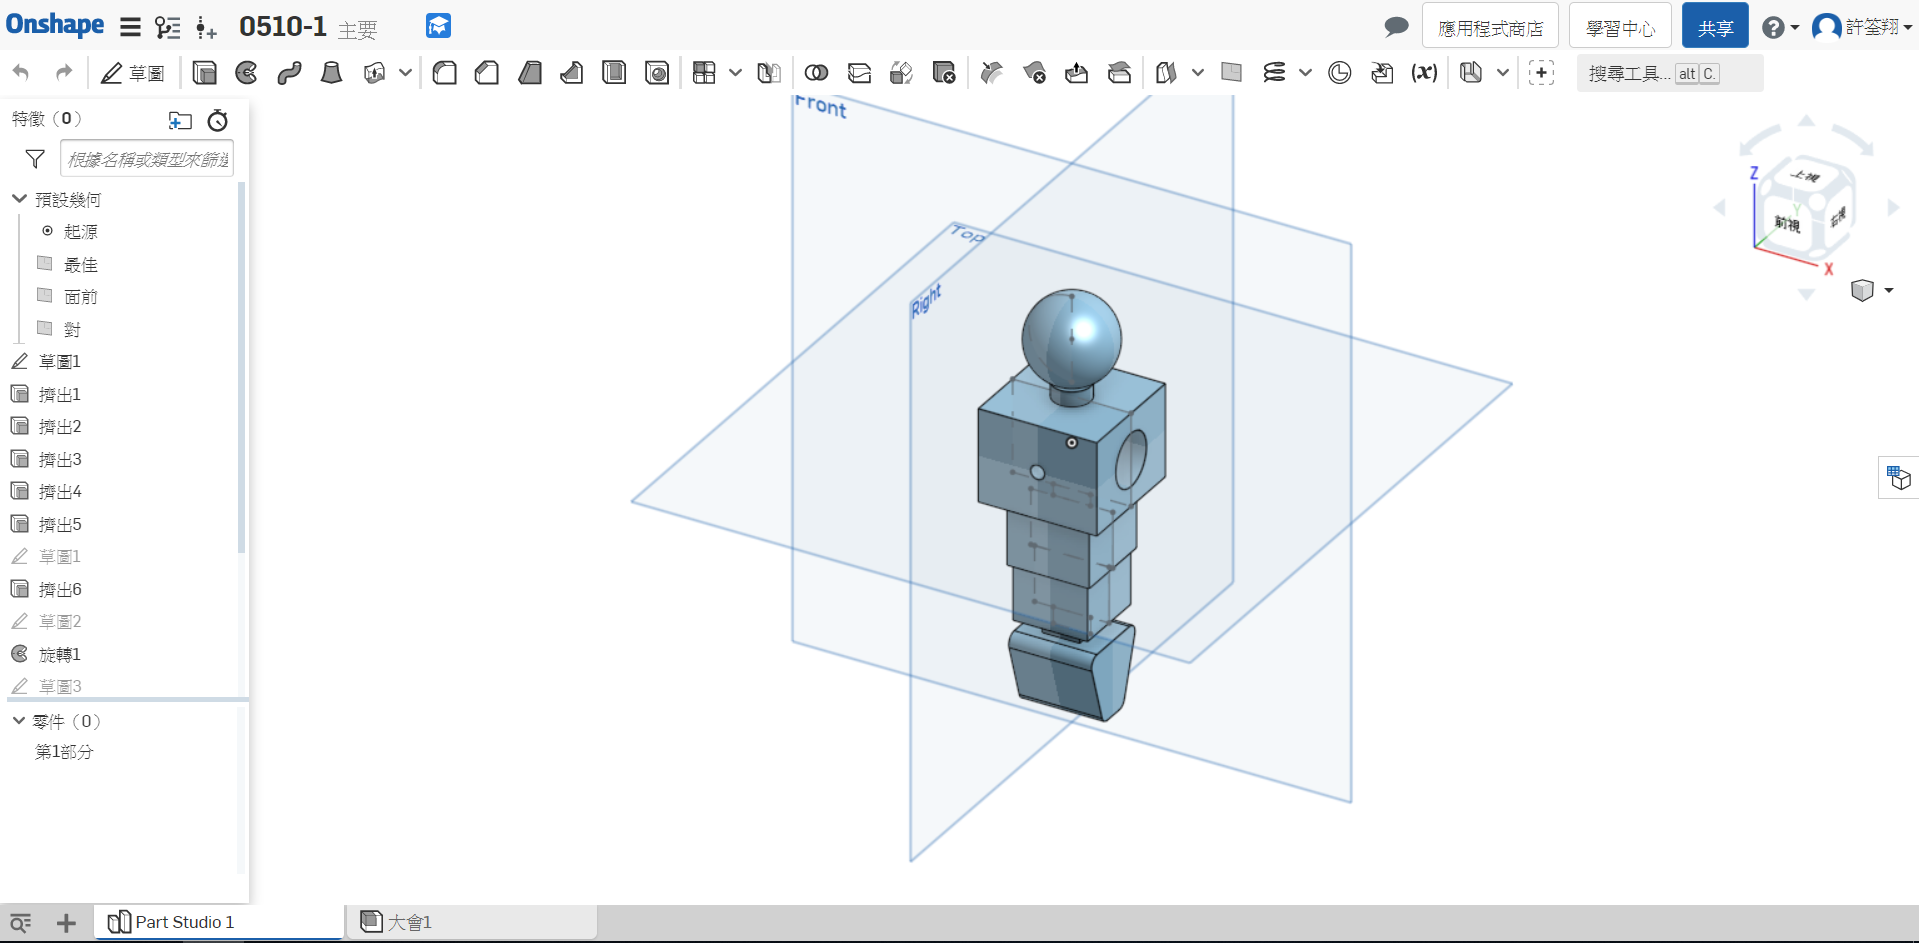 Onshape 0510-1 主要 應用程式商店 學習中心 共享 許筌翔
草圖 (x) 搜尋工具... alt C.
特徵（0）
根據名稱或類型來篩選
預設幾何
起源
最佳
面前
對
草圖1
擠出1
擠出2
擠出3
擠出4
擠出5
草圖1
擠出6
草圖2
旋轉1
草圖3
零件（0）
第1部分
Front
Top
Right
Z
上視
Y
前視
右視
X
Part Studio 1 大會1